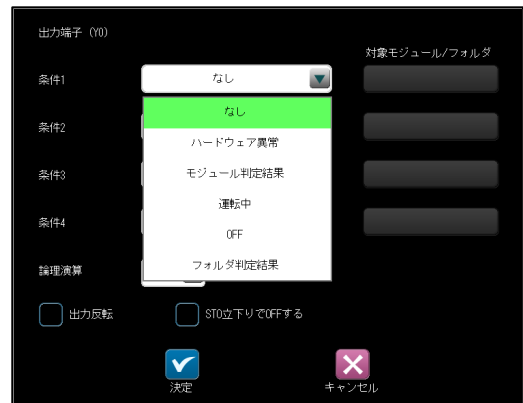 出力端子 (Y0)
対象モジュール/フォルダ
条件1
なし
なし
条件2
ハードウェア異常
条件3
モジュール判定結果
運転中
条件4
OFF
論理演算
フォルダ判定結果
出力反転
STO立下りでOFFする
決定
キャンセル